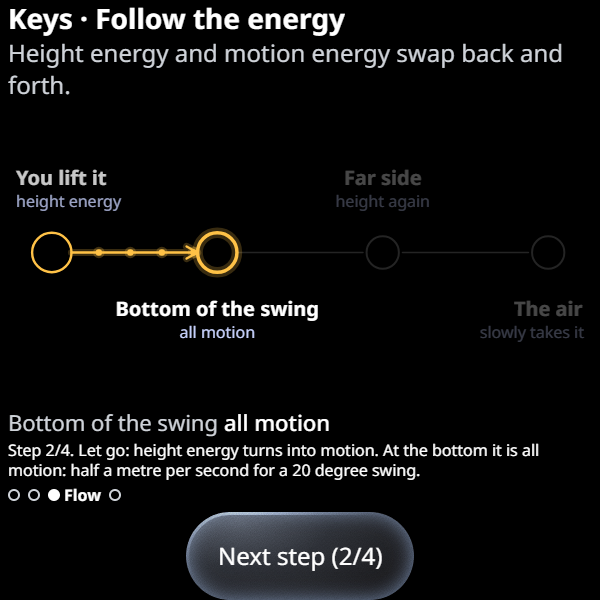 Keys · Follow the energy
Height energy and motion energy swap back and
forth.
You lift it
height energy
Far side
height again
Bottom of the swing
all motion
The air
slowly takes it
Bottom of the swing all motion
Step 2/4. Let go: height energy turns into motion. At the bottom it is all
motion: half a metre per second for a 20 degree swing.
Flow
Next step (2/4)